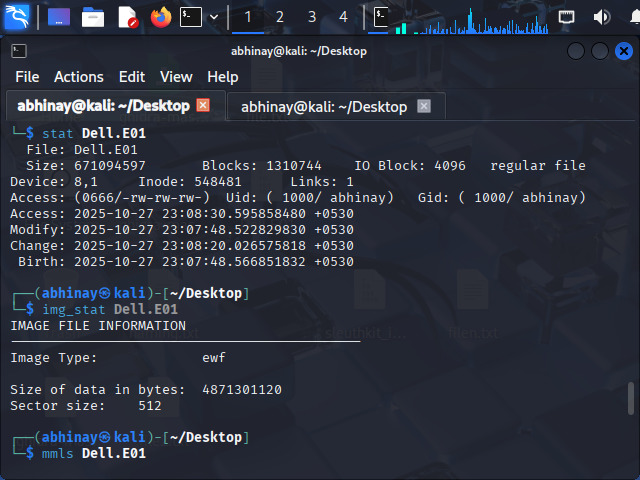 1 2 3 4
abhinay@kali: ~/Desktop
File Actions Edit View Help
abhinay@kali: ~/Desktop abhinay@kali: ~/Desktop
└─$ stat Dell.E01
File: Dell.E01
Size: 671094597 Blocks: 1310744 IO Block: 4096 regular file
Device: 8,1 Inode: 548481 Links: 1
Access: (0666/-rw-rw-rw-) Uid: ( 1000/ abhinay) Gid: ( 1000/ abhinay)
Access: 2025-10-27 23:08:30.595858480 +0530
Modify: 2025-10-27 23:07:48.522829830 +0530
Change: 2025-10-27 23:08:20.026575818 +0530
Birth: 2025-10-27 23:07:48.566851832 +0530
┌──(abhinay㉿kali)-[~/Desktop]
└─$ img_stat Dell.E01
IMAGE FILE INFORMATION
--------------------------------------------
Image Type: ewf
Size of data in bytes: 4871301120
Sector size: 512
┌──(abhinay㉿kali)-[~/Desktop]
└─$ mmls Dell.E01